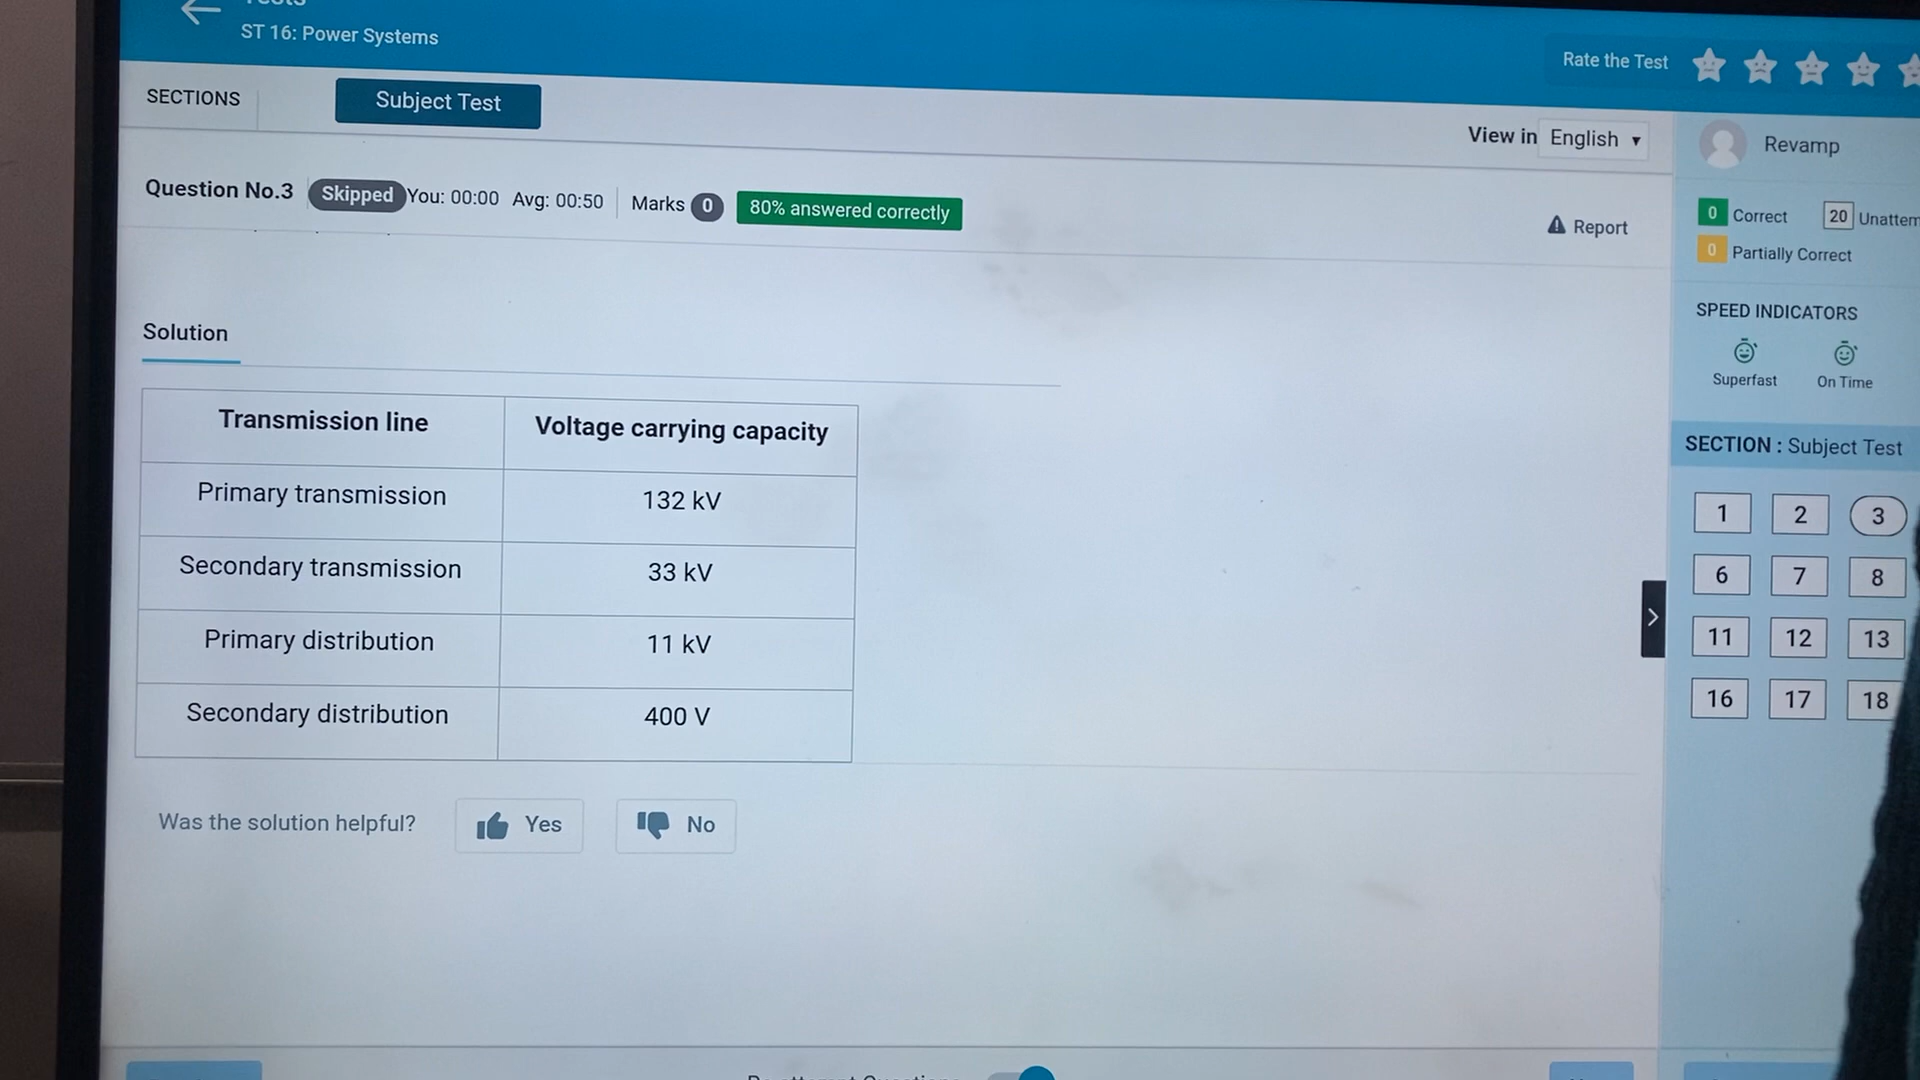 ST 16: Power Systems
Rate the Test
SECTIONS
Subject Test
View in English
Revamp
Question No.3 Skipped You: 00:00 Avg: 00:50 Marks 0 80% answered correctly
Report
0 Correct 20
0 Partially Correct
SPEED INDICATORS
Superfast On Time
Solution
Transmission line Voltage carrying capacity
Primary transmission 132 kV
Secondary transmission 33 kV
Primary distribution 11 kV
Secondary distribution 400 V
SECTION : Subject Test
1 2 3
6 7 8
11 12 13
16 17 18
Was the solution helpful? Yes No